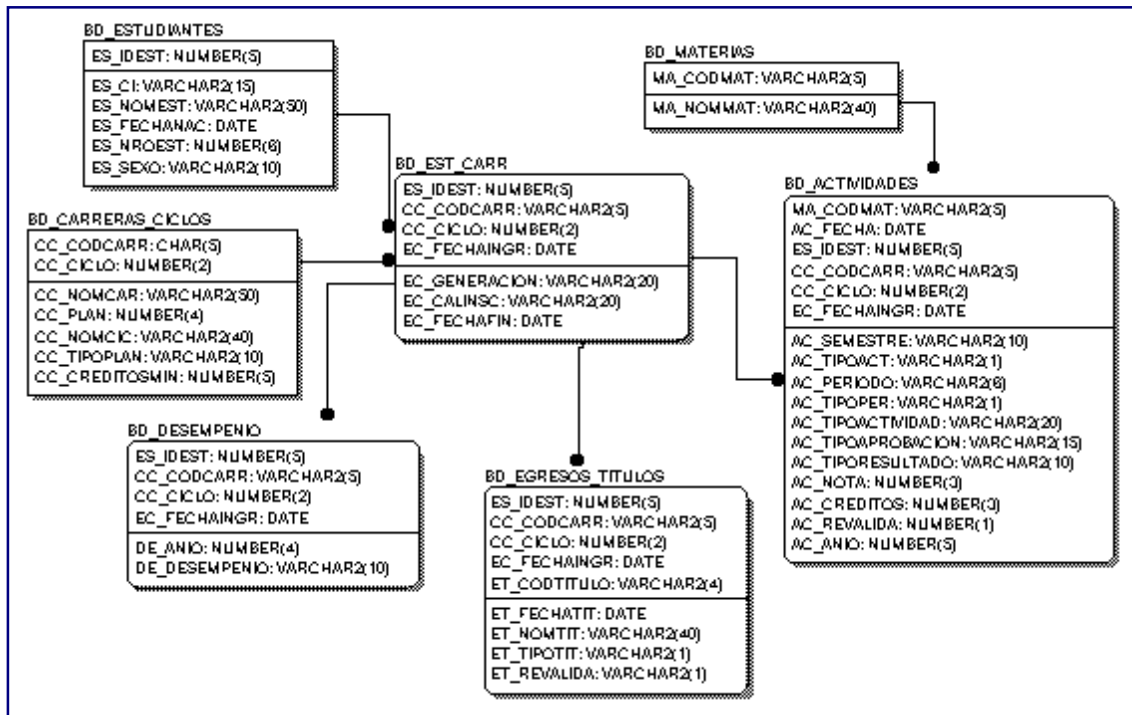 BD_ESTUDIANTES
ES_IDEST: NUMBER(5)
ES_CI: VARCHAR2(15)
ES_NOMEST: VARCHAR2(50)
ES_FECHANAC: DATE
ES_NROEST: NUMBER(6)
ES_SEXO: VARCHAR2(10)
BD_MATERIAS
MA_CODMAT: VARCHAR2(5)
MA_NOMMAT: VARCHAR2(40)
BD_EST_CARR
ES_IDEST: NUMBER(5)
CC_CODCARR: VARCHAR2(5)
CC_CICLO: NUMBER(2)
EC_FECHAINGR: DATE
EC_GENERACION: VARCHAR2(20)
EC_CALINSC: VARCHAR2(20)
EC_FECHAFIN: DATE
BD_ACTIVIDADES
MA_CODMAT: VARCHAR2(5)
AC_FECHA: DATE
ES_IDEST: NUMBER(5)
CC_CODCARR: VARCHAR2(5)
CC_CICLO: NUMBER(2)
EC_FECHAINGR: DATE
AC_SEMESTRE: VARCHAR2(10)
AC_TIPOACT: VARCHAR2(1)
AC_PERIODO: VARCHAR2(6)
AC_TIPOPER: VARCHAR2(1)
AC_TIPOACTIVIDAD: VARCHAR2(20)
AC_TIPOAPROBACION: VARCHAR2(15)
AC_TIPORESULTADO: VARCHAR2(10)
AC_NOTA: NUMBER(3)
AC_CREDITOS: NUMBER(3)
AC_REVALIDA: NUMBER(1)
AC_ANIO: NUMBER(5)
BD_CARRERAS_CICLOS
CC_CODCARR: CHAR(5)
CC_CICLO: NUMBER(2)
CC_NOMCAR: VARCHAR2(50)
CC_PLAN: NUMBER(4)
CC_NOMCIC: VARCHAR2(40)
CC_TIPOPLAN: VARCHAR2(10)
CC_CREDITOSMIN: NUMBER(5)
BD_DESEMPENIO
ES_IDEST: NUMBER(5)
CC_CODCARR: VARCHAR2(5)
CC_CICLO: NUMBER(2)
EC_FECHAINGR: DATE
DE_ANIO: NUMBER(4)
DE_DESEMPENIO: VARCHAR2(10)
BD_EGRESOS_TITULOS
ES_IDEST: NUMBER(5)
CC_CODCARR: VARCHAR2(5)
CC_CICLO: NUMBER(2)
EC_FECHAINGR: DATE
ET_CODTITULO: VARCHAR2(4)
ET_FECHATIT: DATE
ET_NOMTIT: VARCHAR2(40)
ET_TIPOTIT: VARCHAR2(1)
ET_REVALIDA: VARCHAR2(1)